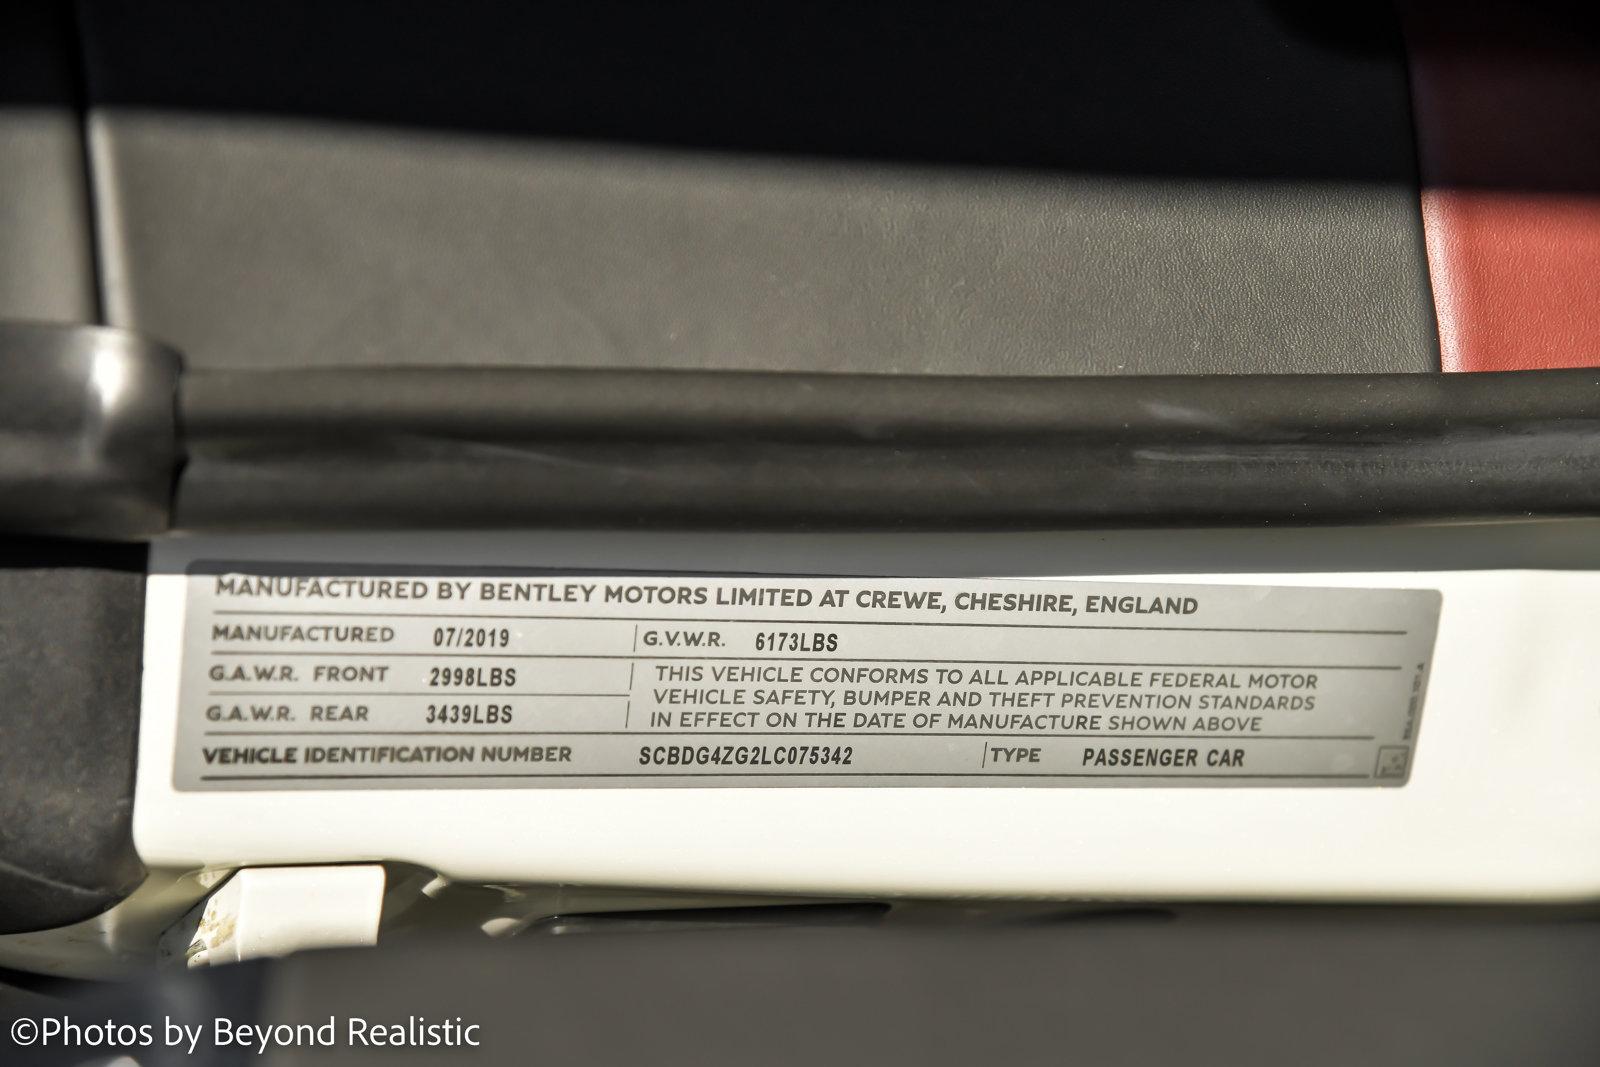 MANUFACTURED BY BENTLEY MOTORS LIMITED AT CREWE, CHESHIRE, ENGLAND
MANUFACTURED 07/2019 G.V.W.R. 6173LBS
G.A.W.R. FRONT 2998LBS
G.A.W.R. REAR 3439LBS
THIS VEHICLE CONFORMS TO ALL APPLICABLE FEDERAL MOTOR
VEHICLE SAFETY, BUMPER AND THEFT PREVENTION STANDARDS
IN EFFECT ON THE DATE OF MANUFACTURE SHOWN ABOVE
VEHICLE IDENTIFICATION NUMBER SCBDG4ZG2LC075342 TYPE PASSENGER CAR
©Photos by Beyond Realistic